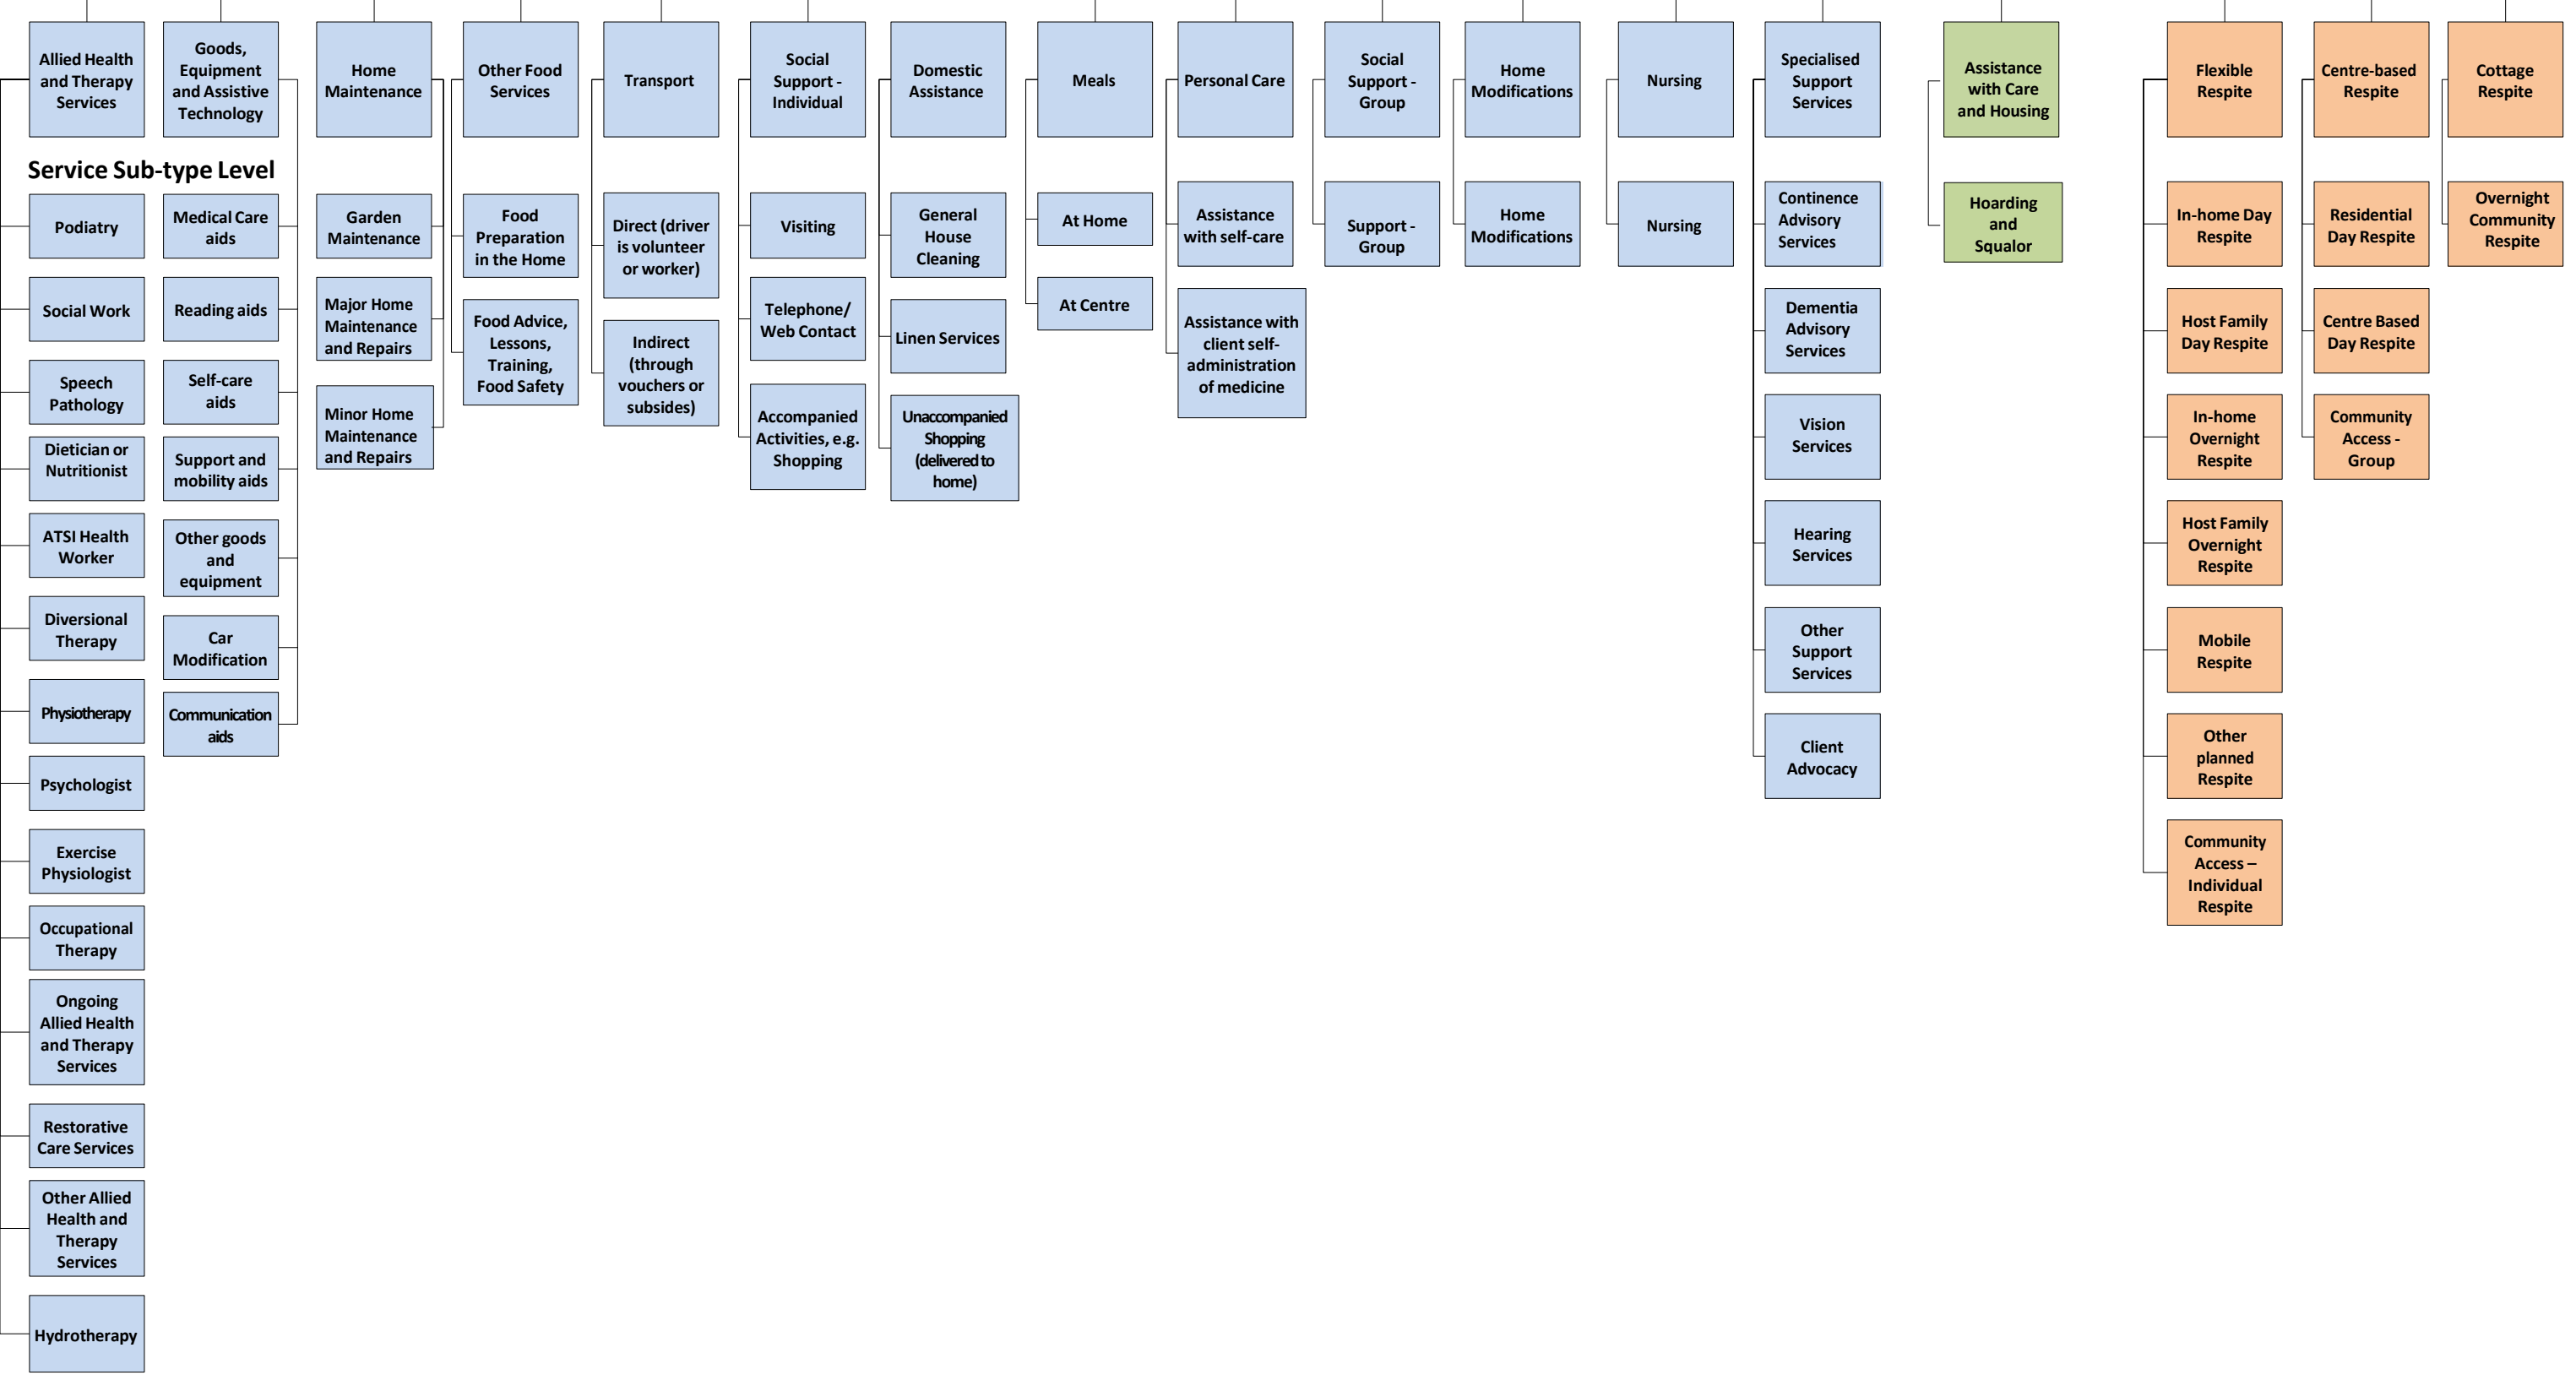 Allied Health
and Therapy
Services
Goods,
Equipment
and Assistive
Technology
Home
Maintenance
Other Food
Services
Transport
Social
Support -
Individual
Domestic
Assistance
Meals
Personal Care
Social
Support -
Group
Home
Modifications
Nursing
Specialised
Support
Services
Assistance
with Care
and Housing
Flexible
Respite
Centre-based
Respite
Cottage
Respite
Service Sub-type Level
Podiatry
Social Work
Speech
Pathology
Dietician or
Nutritionist
ATSI Health
Worker
Diversional
Therapy
Physiotherapy
Psychologist
Exercise
Physiologist
Occupational
Therapy
Ongoing
Allied Health
and Therapy
Services
Restorative
Care Services
Other Allied
Health and
Therapy
Services
Hydrotherapy
Medical Care
aids
Reading aids
Self-care
aids
Support and
mobility aids
Other goods
and
equipment
Car
Modification
Communication
aids
Garden
Maintenance
Major Home
Maintenance
and Repairs
Minor Home
Maintenance
and Repairs
Food
Preparation
in the Home
Food Advice,
Lessons,
Training,
Food Safety
Direct (driver
is volunteer
or worker)
Indirect
(through
vouchers or
subsides)
Visiting
Telephone/
Web Contact
Accompanied
Activities, e.g.
Shopping
General
House
Cleaning
Linen Services
Unaccompanied
Shopping
(delivered to
home)
At Home
At Centre
Assistance
with self-care
Assistance with
client self-
administration
of medicine
Support -
Group
Home
Modifications
Nursing
Continence
Advisory
Services
Dementia
Advisory
Services
Vision
Services
Hearing
Services
Other
Support
Services
Client
Advocacy
Hoarding
and
Squalor
In-home Day
Respite
Host Family
Day Respite
In-home
Overnight
Respite
Host Family
Overnight
Respite
Mobile
Respite
Other
planned
Respite
Community
Access –
Individual
Respite
Residential
Day Respite
Centre Based
Day Respite
Community
Access -
Group
Overnight
Community
Respite